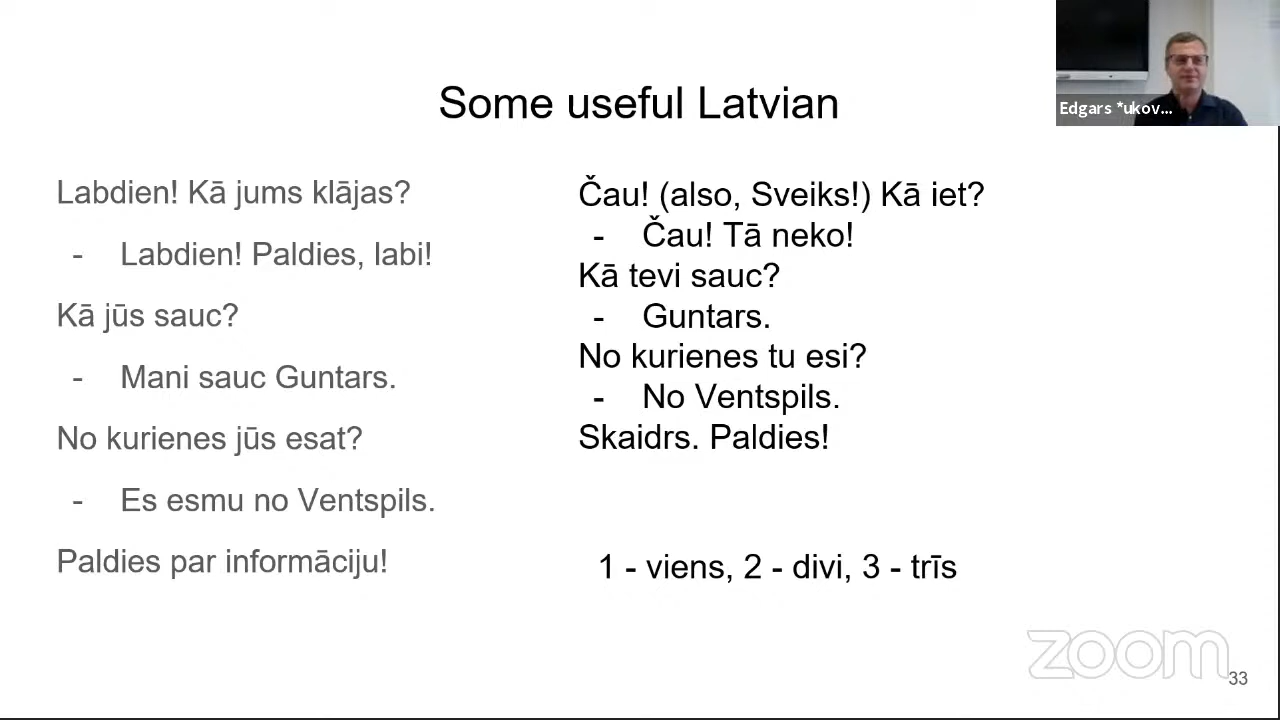 Some useful Latvian
Edgars *ukov...
Labdien! Kā jums klājas?
- Labdien! Paldies, labi!
Kā jūs sauc?
- Mani sauc Guntars.
No kurienes jūs esat?
- Es esmu no Ventspils.
Paldies par informāciju!
Čau! (also, Sveiks!) Kā iet?
- Čau! Tā neko!
Kā tevi sauc?
- Guntars.
No kurienes tu esi?
- No Ventspils.
Skaidrs. Paldies!
1 - viens, 2 - divi, 3 - trīs
zoom
33